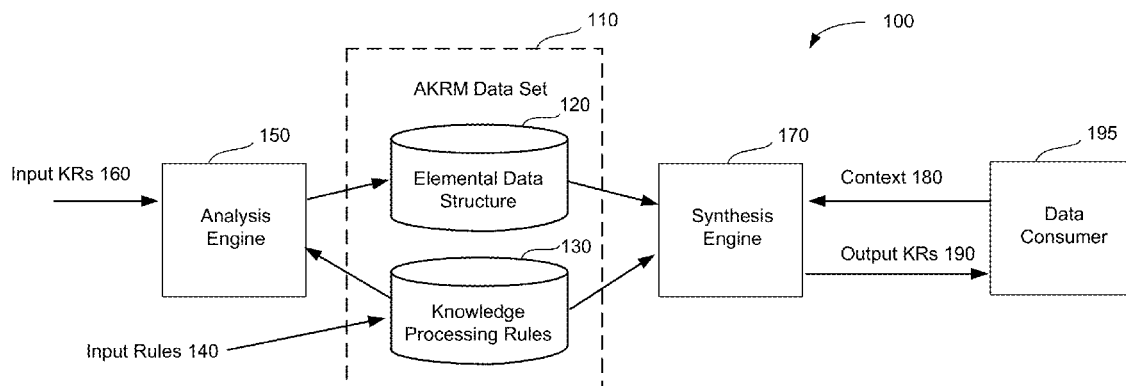 100
110
AKRM Data Set
120
Elemental Data
Structure
130
Knowledge
Processing Rules
150
Analysis
Engine
Input KRs 160
Input Rules 140
170
Synthesis
Engine
Context 180
Output KRs 190
195
Data
Consumer